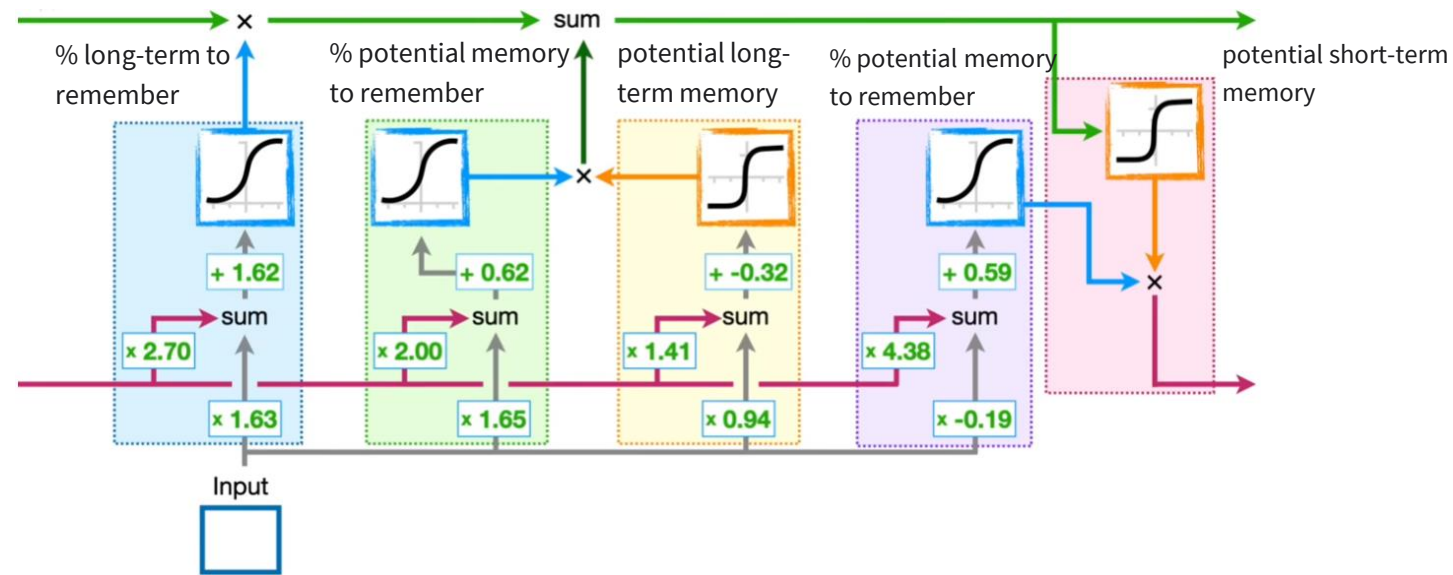 × sum
% long-term to
remember
% potential memory
to remember
potential long-
term memory
% potential memory
to remember
potential short-term
memory
×
+ 1.62
+ 0.62
+ -0.32
+ 0.59
×
sum
sum
sum
sum
x 2.70
x 2.00
x 1.41
x 4.38
x 1.63
x 1.65
x 0.94
x -0.19
Input